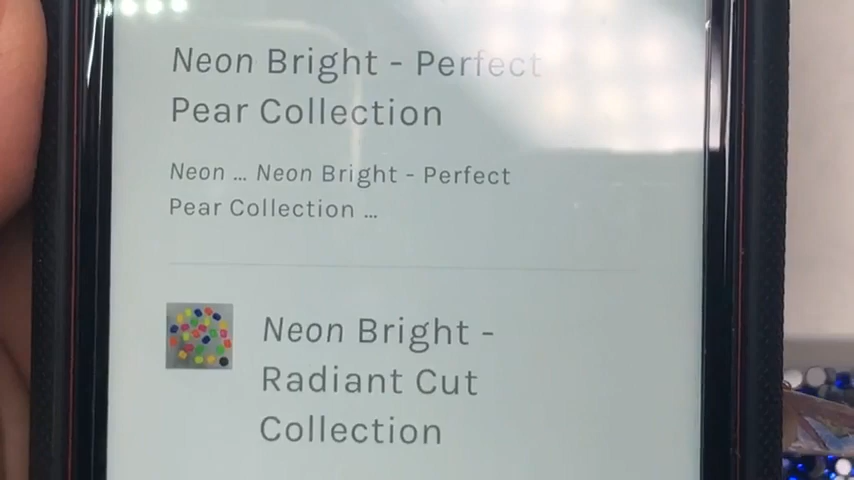 Neon Bright - Perfect
Pear Collection
Neon ... Neon Bright - Perfect
Pear Collection ...
Neon Bright -
Radiant Cut
Collection